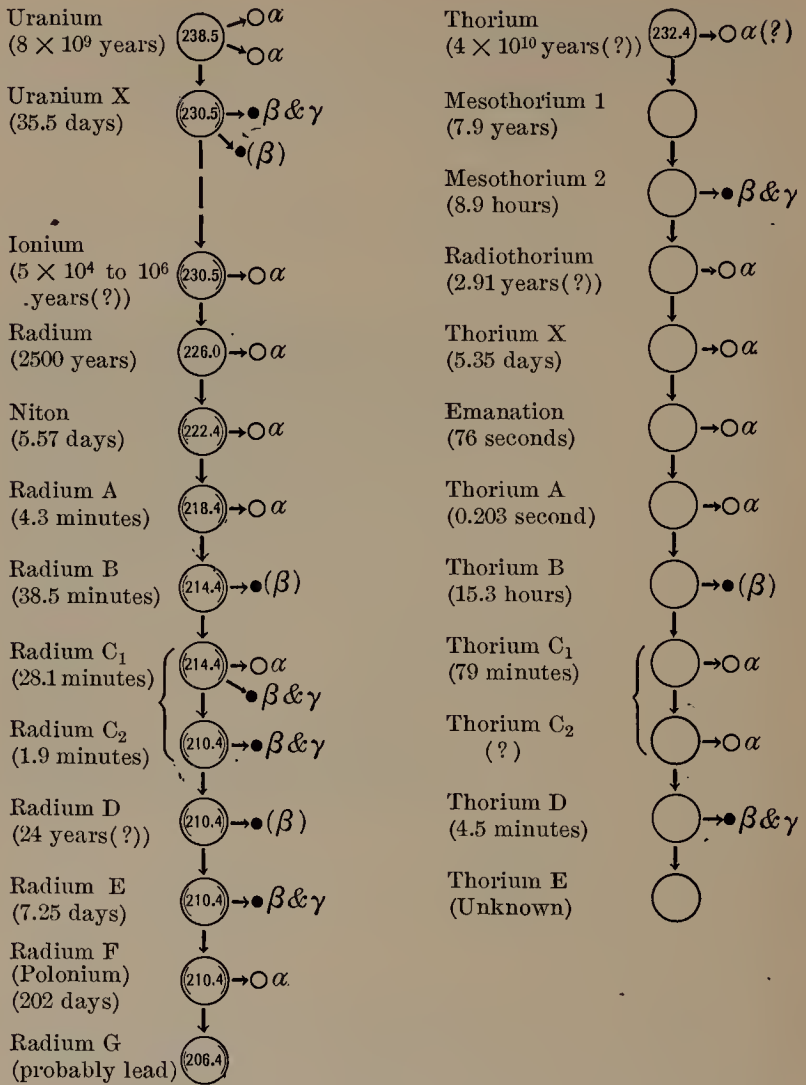 Uranium
(8 × 10⁹ years)
238.5
α
α
Uranium X
(35.5 days)
(230.5)
β & γ
(β)
Ionium
(5 × 10⁴ to 10⁶
years(?))
(230.5)
α
Radium
(2500 years)
226.0
α
Niton
(5.57 days)
(222.4)
α
Radium A
(4.3 minutes)
(218.4)
α
Radium B
(38.5 minutes)
(214.4)
(β)
Radium C₁
(28.1 minutes)
(214.4)
α
β & γ
Radium C₂
(1.9 minutes)
(210.4)
β & γ
Radium D
(24 years(?))
(210.4)
(β)
Radium E
(7.25 days)
(210.4)
β & γ
Radium F
(Polonium)
(202 days)
(210.4)
α
Radium G
(probably lead)
(206.4)
Thorium
(4 × 10¹⁰ years(?))
232.4
α(?)
Mesothorium 1
(7.9 years)
Mesothorium 2
(8.9 hours)
β & γ
Radiothorium
(2.91 years(?))
α
Thorium X
(5.35 days)
α
Emanation
(76 seconds)
α
Thorium A
(0.203 second)
α
Thorium B
(15.3 hours)
(β)
Thorium C₁
(79 minutes)
α
Thorium C₂
(?)
α
Thorium D
(4.5 minutes)
β & γ
Thorium E
(Unknown)